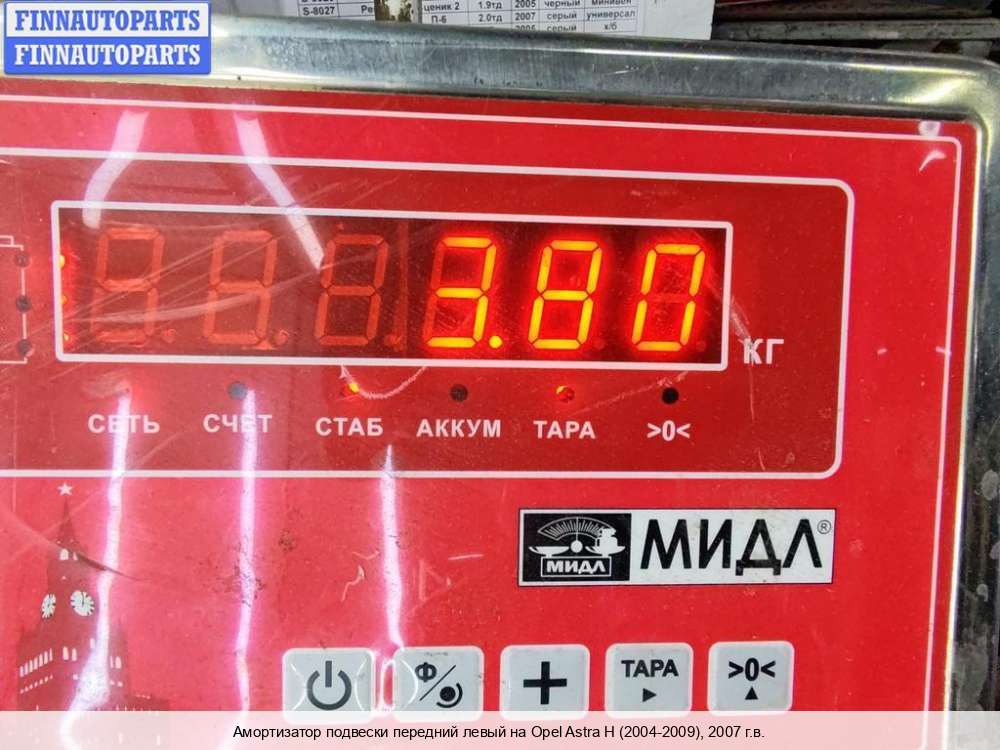 FINNAUTOPARTS
FINNAUTOPARTS
S-8027
ценик 2 1.9тд 2005 черный минивен
П-6 2.0тд 2007 серый универсал
2005 серый х/б
3.80
КГ
СЕТЬ СЧЕТ СТАБ АККУМ ТАРА >0<
МИДЛ МИДЛ®
Ф/ + ТАРА >0<
Амортизатор подвески передний левый на Opel Astra H (2004-2009), 2007 г.в.